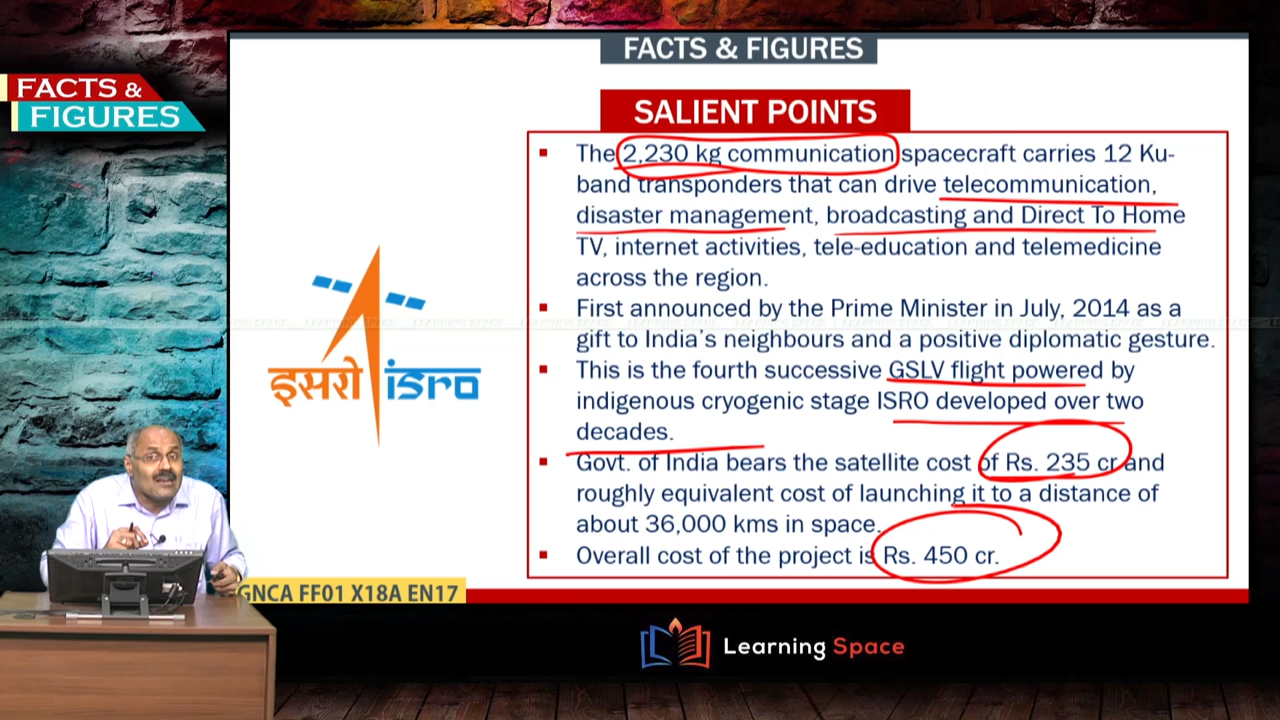 FACTS & FIGURES
FACTS &
FIGURES
SALIENT POINTS
▪ The 2,230 kg communication spacecraft carries 12 Ku-
band transponders that can drive telecommunication,
disaster management, broadcasting and Direct To Home
TV, internet activities, tele-education and telemedicine
across the region.
▪ First announced by the Prime Minister in July, 2014 as a
gift to India's neighbours and a positive diplomatic gesture.
▪ This is the fourth successive GSLV flight powered by
indigenous cryogenic stage ISRO developed over two
decades.
▪ Govt. of India bears the satellite cost of Rs. 235 cr and
roughly equivalent cost of launching it to a distance of
about 36,000 kms in space.
▪ Overall cost of the project is Rs. 450 cr.
इसरो isro
GNCA FF01 X18A EN17
Learning Space